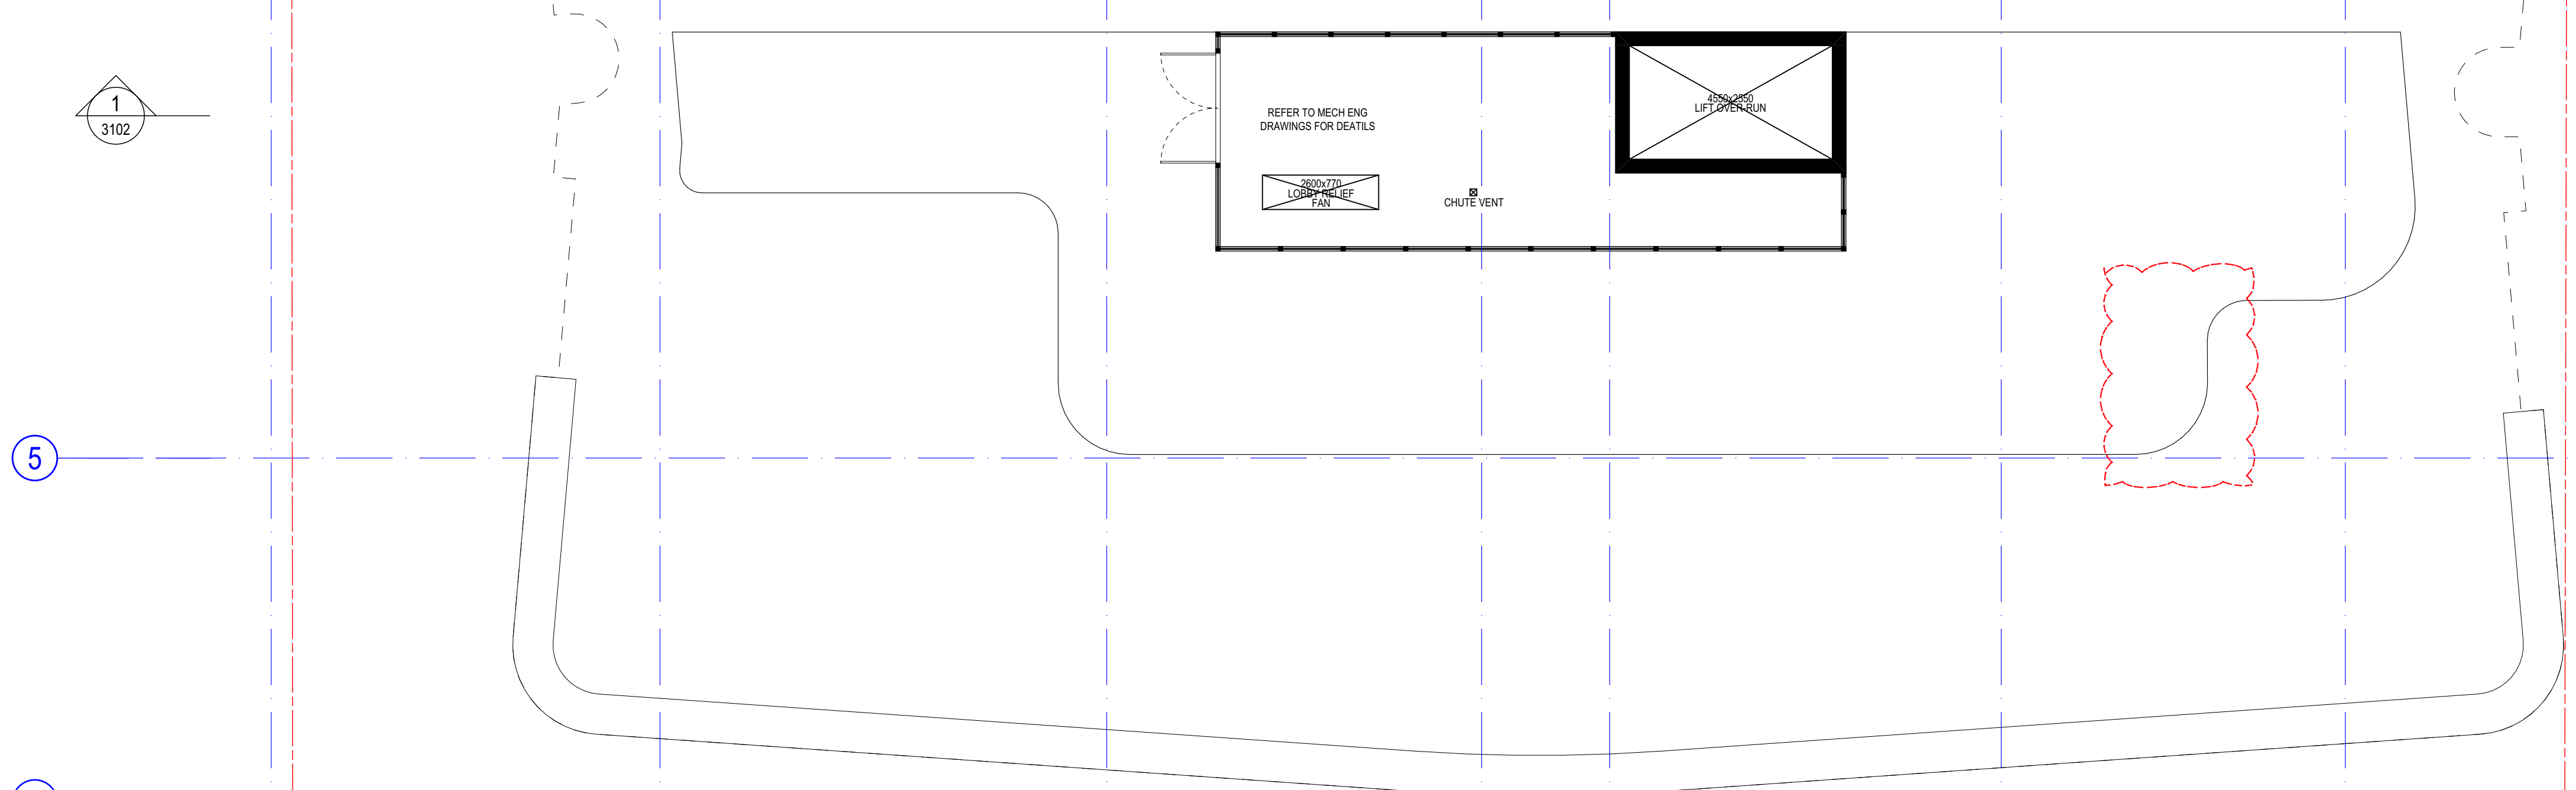 1
3102
REFER TO MECH ENG
DRAWINGS FOR DEATILS
4550x2550
LIFT OVER-RUN
2600x770
LOBBY RELIEF
FAN
CHUTE VENT
5